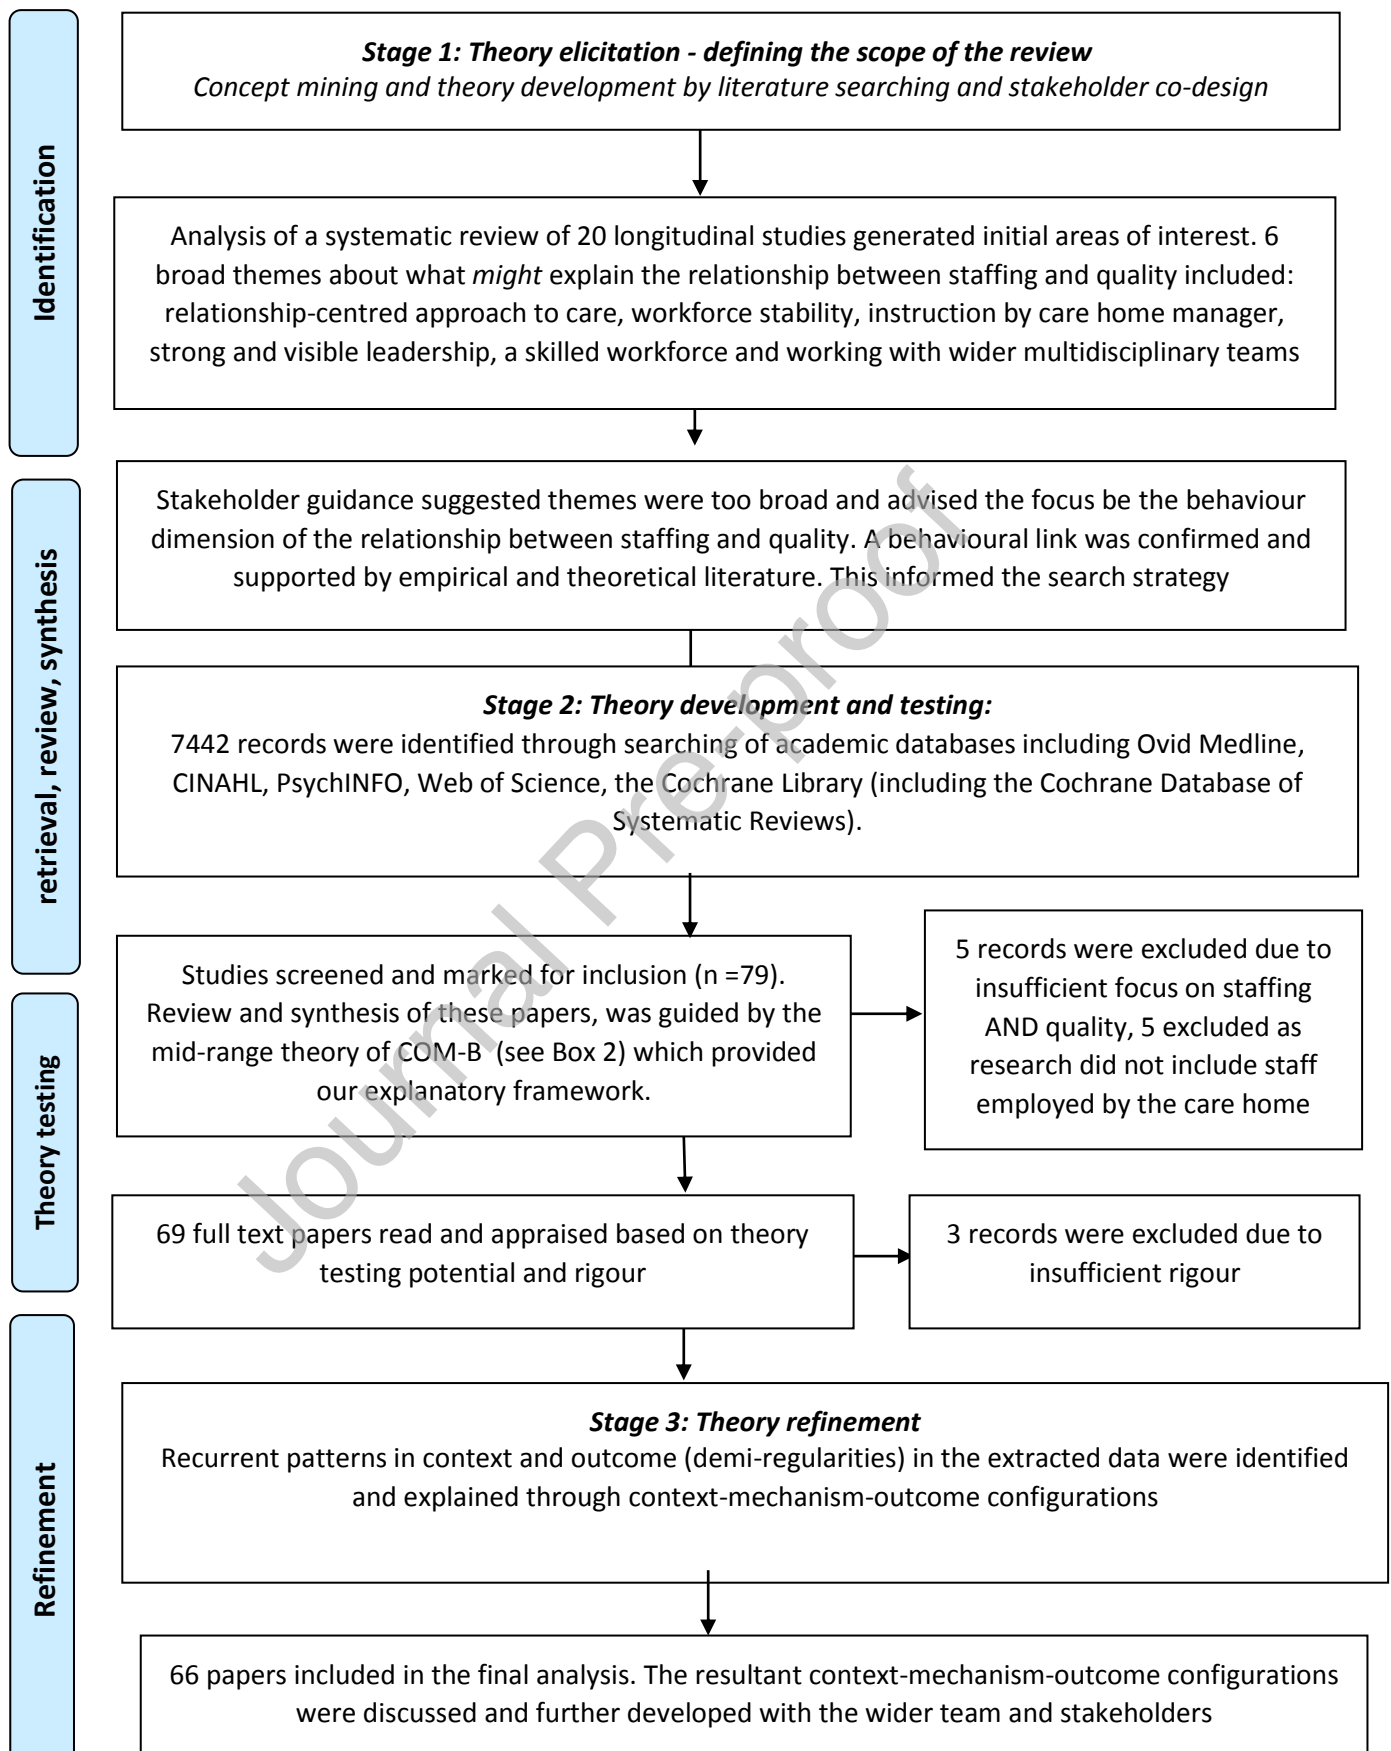 Identification
Stage 1: Theory elicitation - defining the scope of the review
Concept mining and theory development by literature searching and stakeholder co-design
Analysis of a systematic review of 20 longitudinal studies generated initial areas of interest. 6
broad themes about what might explain the relationship between staffing and quality included:
relationship-centred approach to care, workforce stability, instruction by care home manager,
strong and visible leadership, a skilled workforce and working with wider multidisciplinary teams
retrieval, review, synthesis
Stakeholder guidance suggested themes were too broad and advised the focus be the behaviour
dimension of the relationship between staffing and quality. A behavioural link was confirmed and
supported by empirical and theoretical literature. This informed the search strategy
Stage 2: Theory development and testing:
7442 records were identified through searching of academic databases including Ovid Medline,
CINAHL, PsychINFO, Web of Science, the Cochrane Library (including the Cochrane Database of
Systematic Reviews).
Studies screened and marked for inclusion (n =79).
Review and synthesis of these papers, was guided by the
mid-range theory of COM-B (see Box 2) which provided
our explanatory framework.
5 records were excluded due to
insufficient focus on staffing
AND quality, 5 excluded as
research did not include staff
employed by the care home
Theory testing
69 full text papers read and appraised based on theory
testing potential and rigour
3 records were excluded due to
insufficient rigour
Refinement
Stage 3: Theory refinement
Recurrent patterns in context and outcome (demi-regularities) in the extracted data were identified
and explained through context-mechanism-outcome configurations
66 papers included in the final analysis. The resultant context-mechanism-outcome configurations
were discussed and further developed with the wider team and stakeholders
Journal Pre-proof